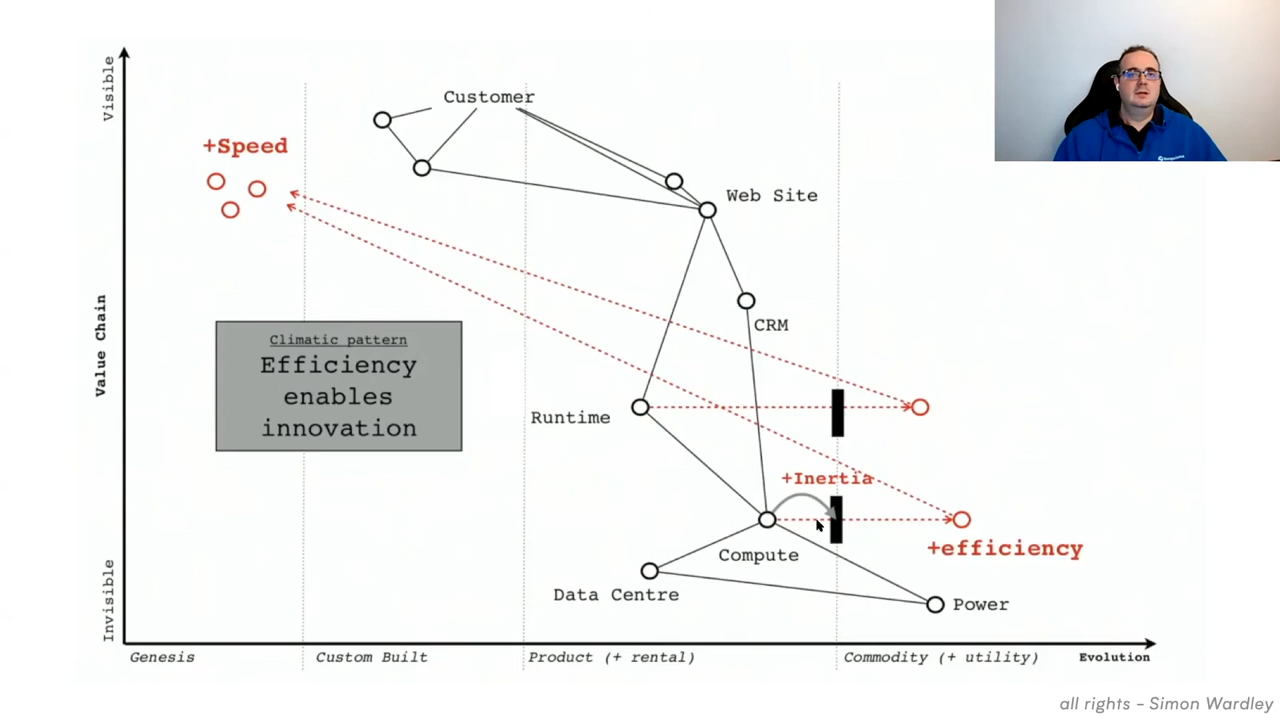 Visible
Customer
+Speed
Web Site
Value Chain
CRM
Climatic pattern
Efficiency
enables
innovation
Runtime
+Inertia
+efficiency
Compute
Data Centre
Power
Invisible
Genesis
Custom Built
Product (+ rental)
Commodity (+ utility)
Evolution
all rights – Simon Wardley